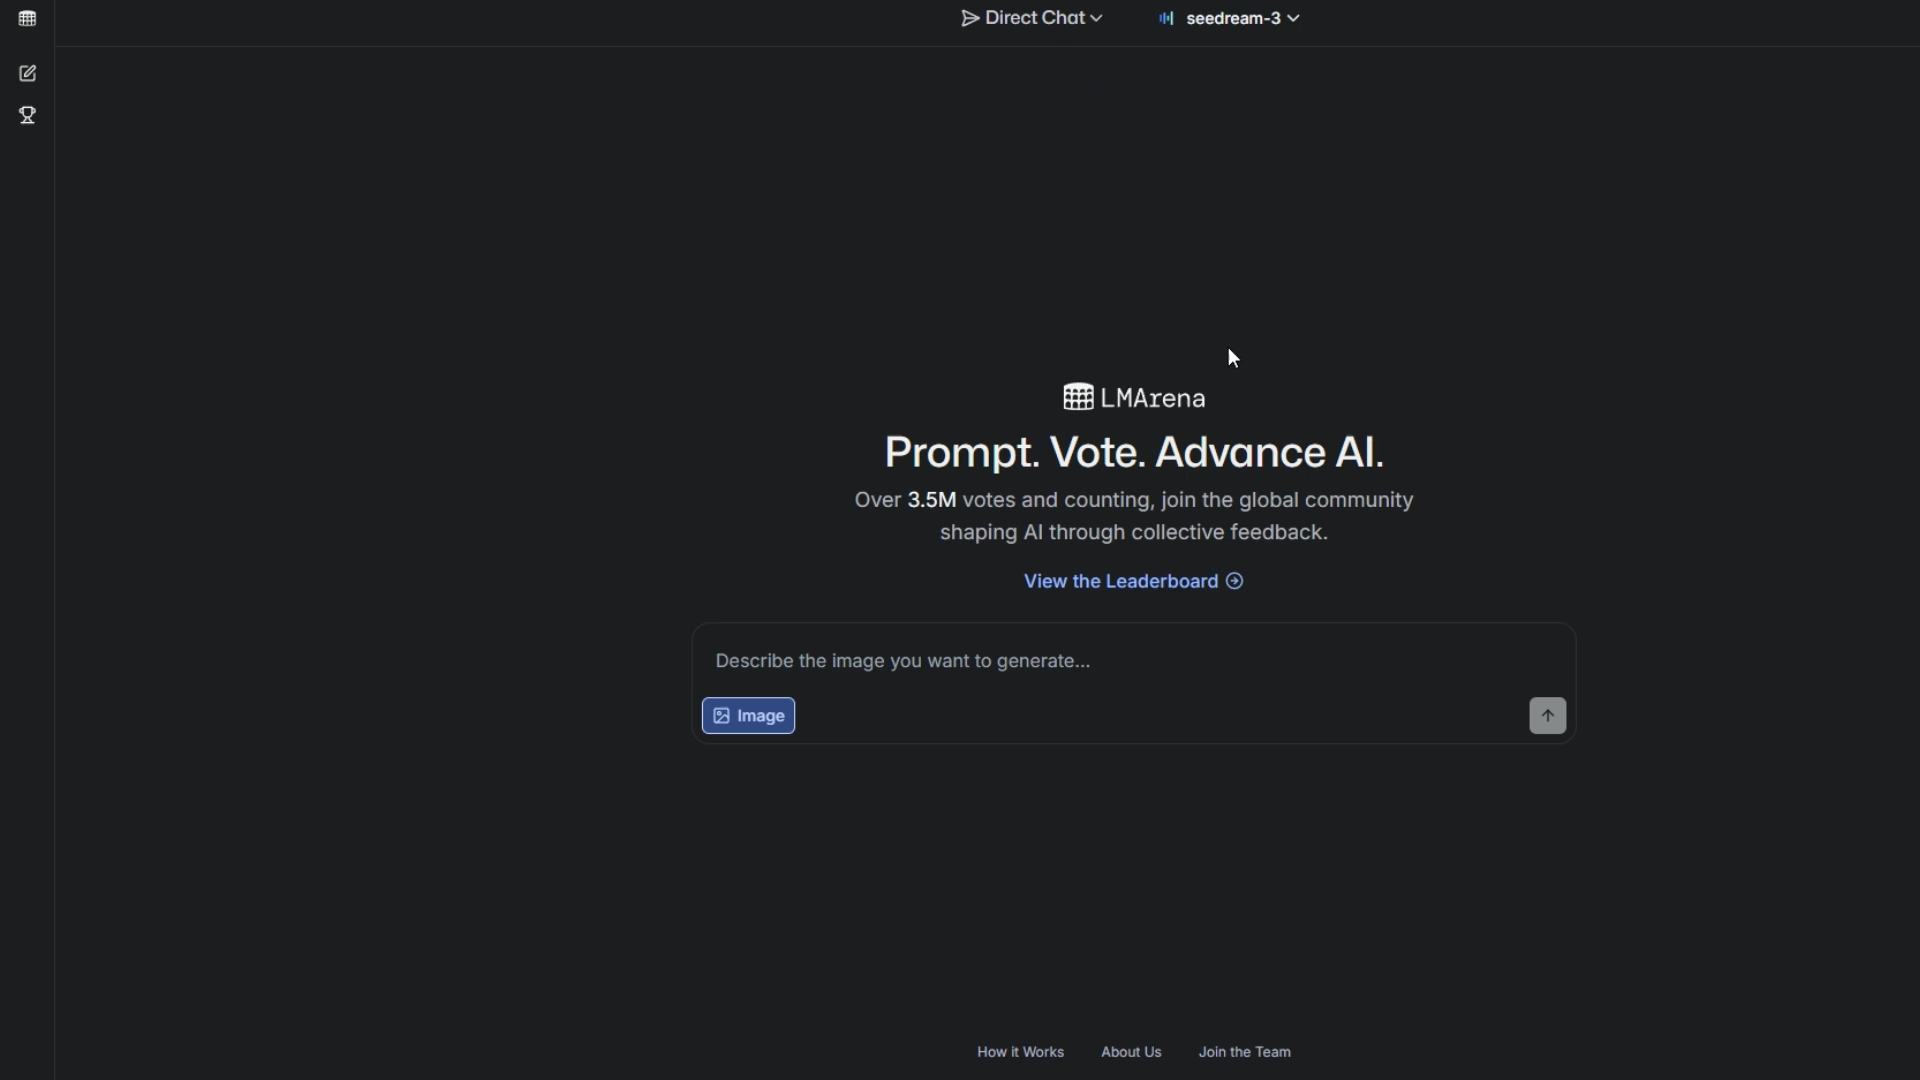 Direct Chat
seedream-3
LMArena
Prompt. Vote. Advance AI.
Over 3.5M votes and counting, join the global community
shaping AI through collective feedback.
View the Leaderboard
Describe the image you want to generate...
Image
How it Works
About Us
Join the Team